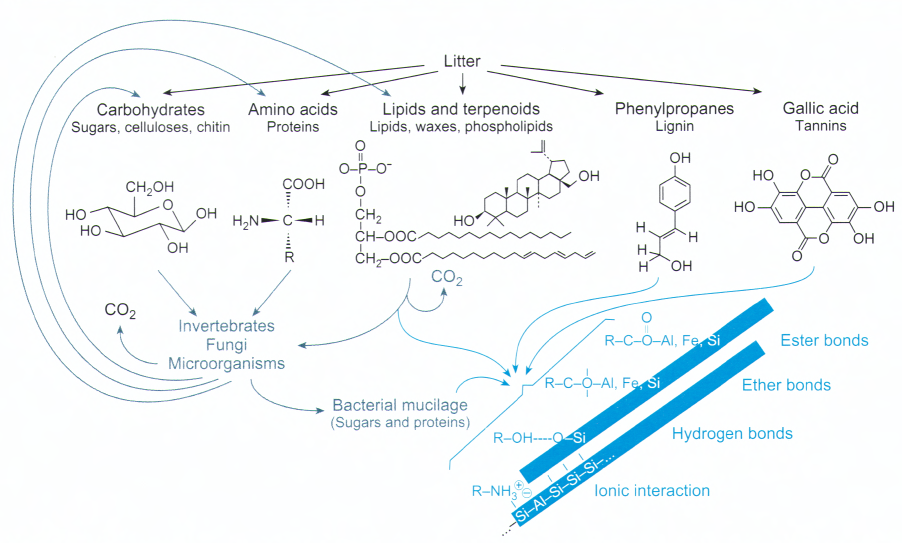 Litter
Carbohydrates
Sugars, celluloses, chitin
Amino acids
Proteins
Lipids and terpenoids
Lipids, waxes, phospholipids
Phenylpropanes
Lignin
Gallic acid
Tannins
CH₂OH
HO
O
OH
HO
OH
COOH
H₂N
H
R
O
O–P–O⁻
O
CH₂
CH–OOC
CH₂–OOC
HO
OH
OH
H
H
H
H
OH
O
O
HO
HO
OH
OH
O
O
CO₂
CO₂
Invertebrates
Fungi
Microorganisms
Bacterial mucilage
(Sugars and proteins)
O
R–C–O–Al, Fe, Si
Ester bonds
R–C–O–Al, Fe, Si
Ether bonds
R–OH----O–Si
Hydrogen bonds
R–NH₃⊕⊖
Ionic interaction
...Si–Al–Si–Si–Si–...